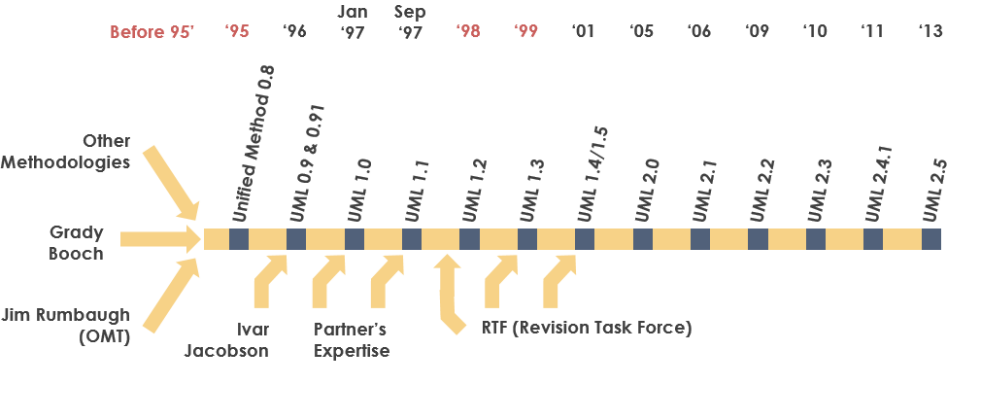 Jan Sep
Before 95’ ‘95 ‘96 ‘97 ‘97 ‘98 ‘99 ‘01 ‘05 ‘06 ‘09 ‘10 ‘11 ‘13
Unified Method 0.8
UML 0.9 & 0.91
UML 1.0
UML 1.1
UML 1.2
UML 1.3
UML 1.4/1.5
UML 2.0
UML 2.1
UML 2.2
UML 2.3
UML 2.4.1
UML 2.5
Other
Methodologies
Grady
Booch
Jim Rumbaugh
(OMT)
Ivar
Jacobson
Partner’s
Expertise
RTF (Revision Task Force)